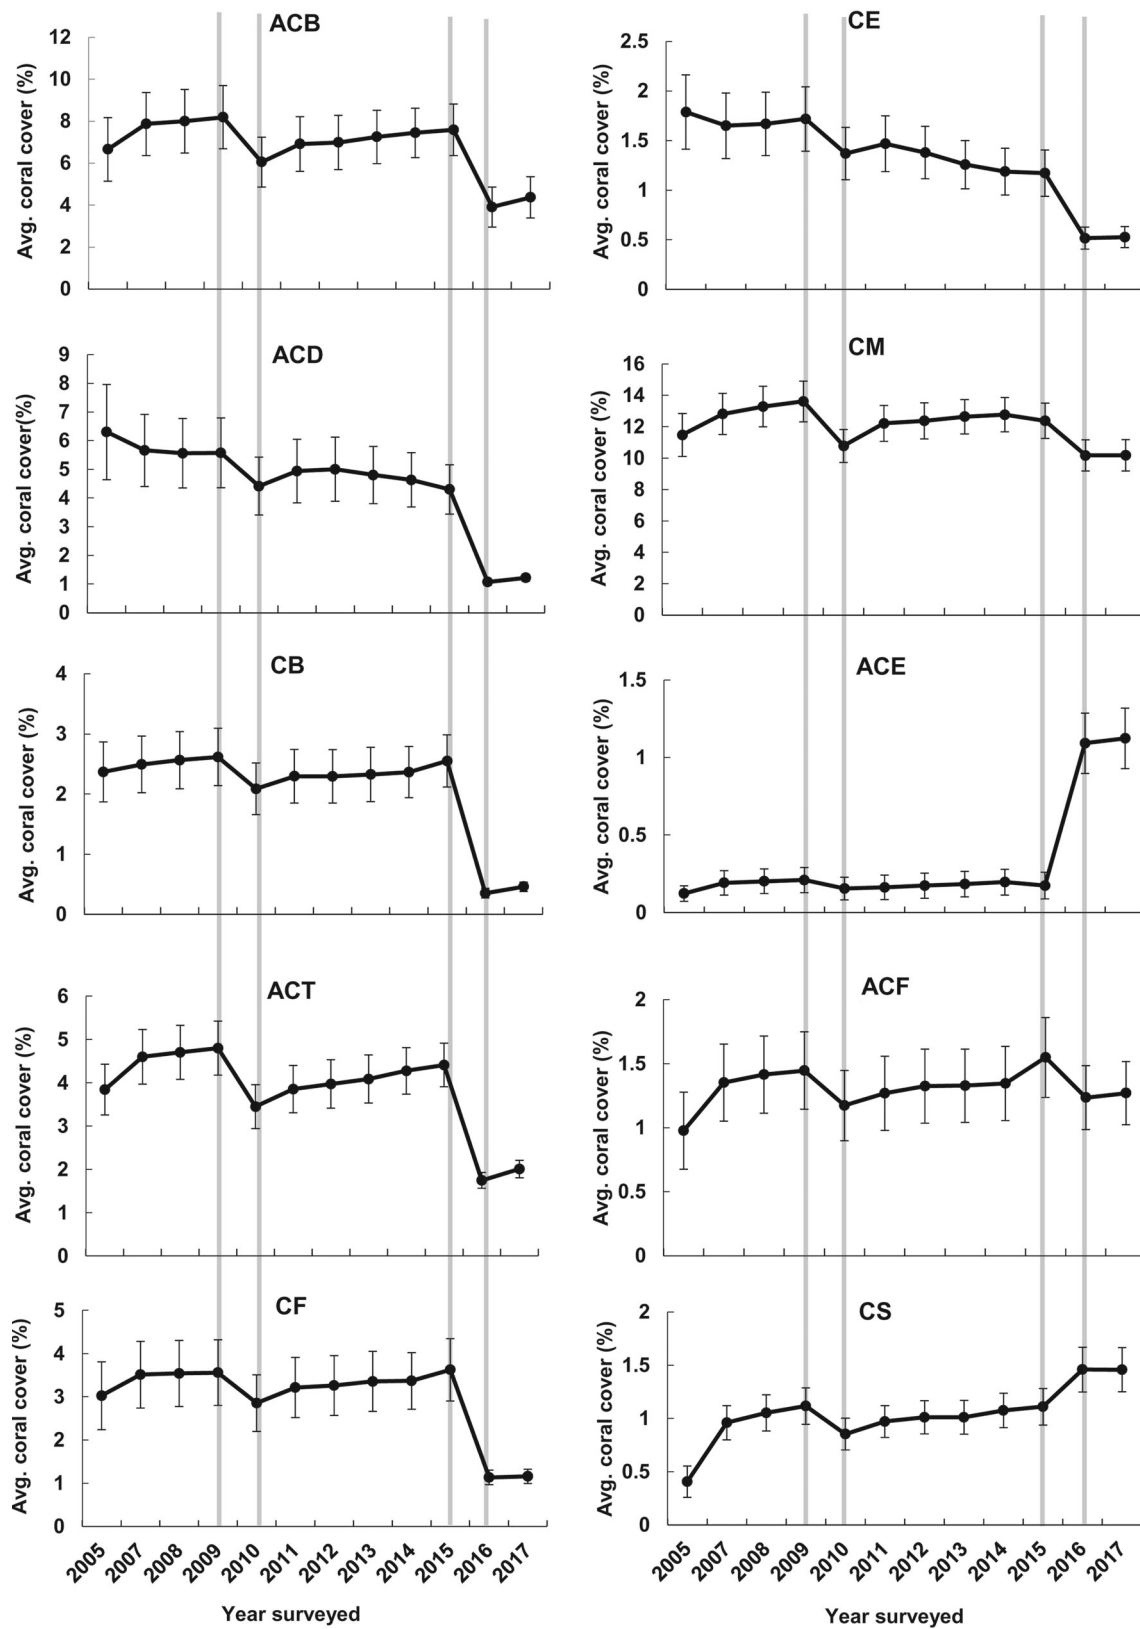 ACB
Avg. coral cover (%)
12
10
8
6
4
2
0
CE
Avg. coral cover (%)
2.5
2
1.5
1
0.5
0
ACD
Avg. coral cover(%)
9
8
7
6
5
4
3
2
1
0
CM
Avg. coral cover (%)
16
14
12
10
8
6
4
2
0
CB
Avg. coral cover (%)
4
3
2
1
0
ACE
Avg. coral cover (%)
1.5
1
0.5
0
ACT
Avg. coral cover (%)
6
5
4
3
2
1
0
ACF
Avg. coral cover (%)
2
1.5
1
0.5
0
CF
Avg. coral cover (%)
5
4
3
2
1
0
2005 2007 2008 2009 2010 2011 2012 2013 2014 2015 2016 2017
Year surveyed
CS
Avg. coral cover (%)
2
1.5
1
0.5
0
2005 2007 2008 2009 2010 2011 2012 2013 2014 2015 2016 2017
Year surveyed